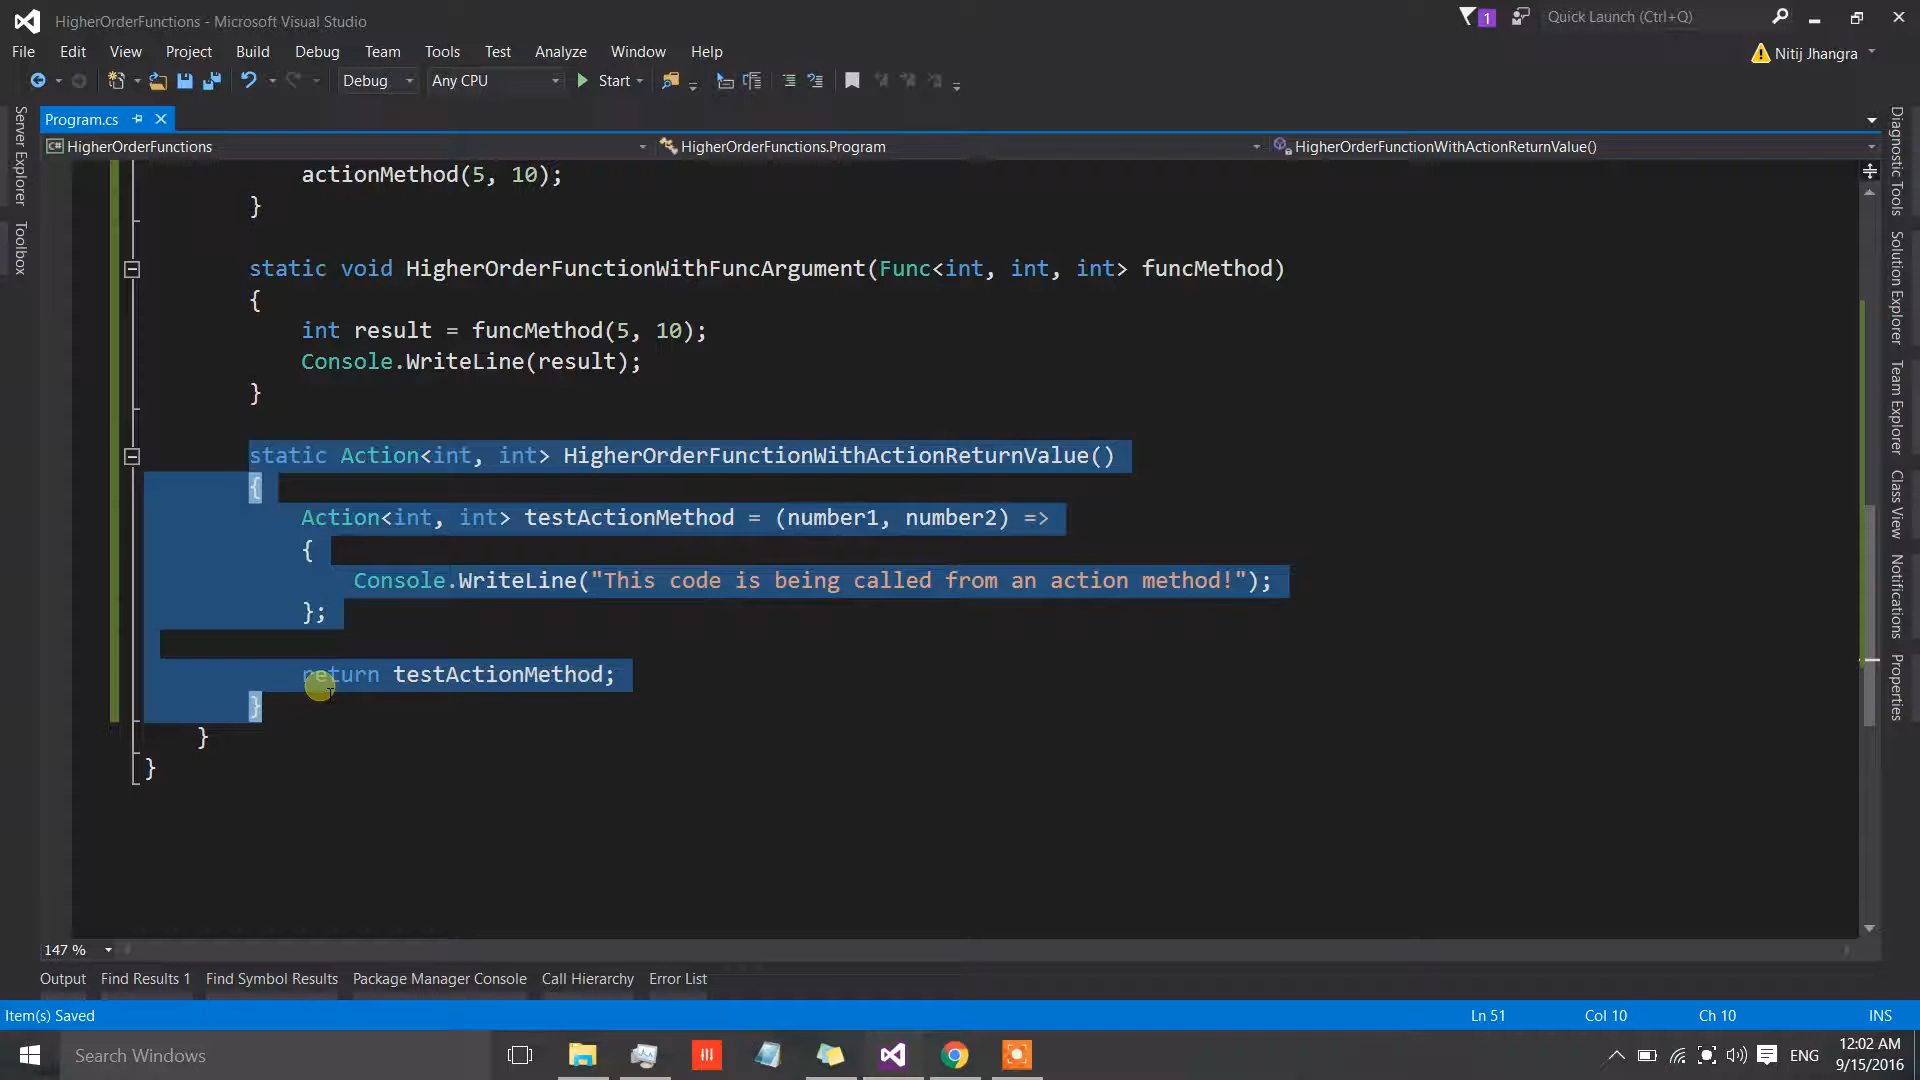 HigherOrderFunctions - Microsoft Visual Studio
1
Quick Launch (Ctrl+Q)
File Edit View Project Build Debug Team Tools Test Analyze Window Help
Nitij Jhangra
Debug Any CPU Start
Server Explorer
Toolbox
Program.cs
C# HigherOrderFunctions
HigherOrderFunctions.Program
HigherOrderFunctionWithActionReturnValue()
actionMethod(5, 10);
}
static void HigherOrderFunctionWithFuncArgument(Func<int, int, int> funcMethod)
{
int result = funcMethod(5, 10);
Console.WriteLine(result);
}
static Action<int, int> HigherOrderFunctionWithActionReturnValue()
{
Action<int, int> testActionMethod = (number1, number2) =>
{
Console.WriteLine("This code is being called from an action method!");
};
return testActionMethod;
}
}
}
Diagnostic Tools
Solution Explorer
Team Explorer
Class View
Notifications
Properties
147 %
Output Find Results 1 Find Symbol Results Package Manager Console Call Hierarchy Error List
Item(s) Saved Ln 51 Col 10 Ch 10 INS
Search Windows
ENG
12:02 AM
9/15/2016